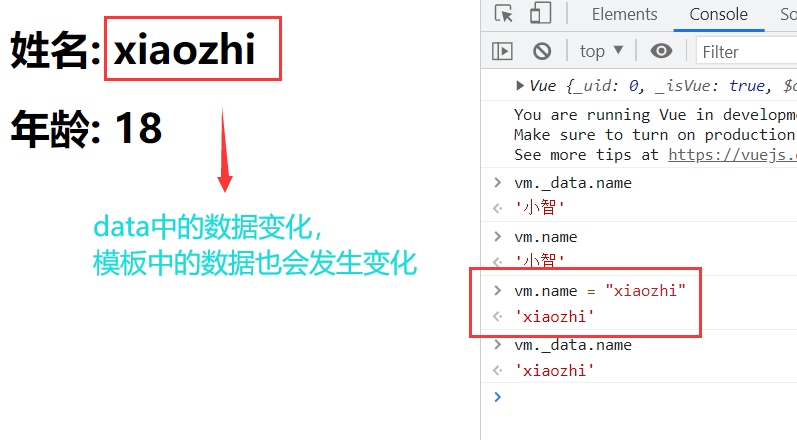 姓名: xiaozhi
年龄: 18
data中的数据变化,
模板中的数据也会发生变化
Elements Console So
top Filter
Vue {_uid: 0, _isVue: true, $
You are running Vue in developm
Make sure to turn on production
See more tips at https://vuejs.
vm._data.name
'小智'
vm.name
'小智'
vm.name = "xiaozhi"
'xiaozhi'
vm._data.name
'xiaozhi'